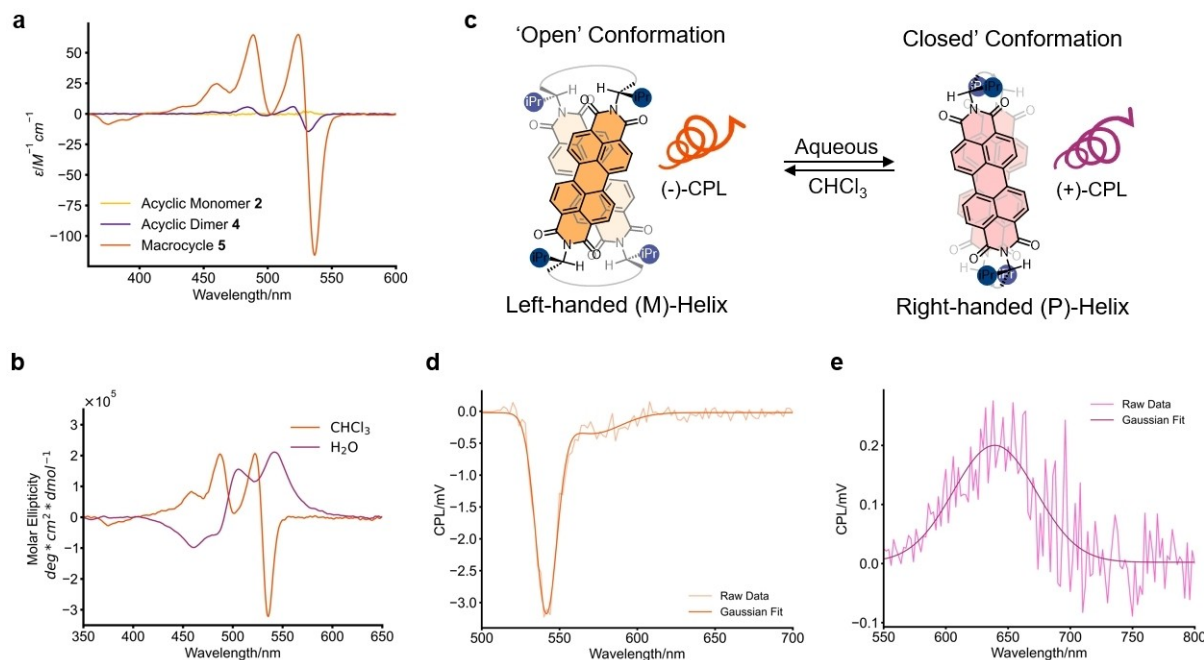 a
ε/M⁻¹ cm⁻¹
50
25
0
−25
−50
−75
−100
Acyclic Monomer 2
Acyclic Dimer 4
Macrocycle 5
400
450
500
550
600
Wavelength/nm
c
'Open' Conformation
Closed' Conformation
H
H
iPr
N
N
iPr
O
O
O
O
O
O
N
N
iPr
H
iPr
H
(-)-CPL
Aqueous
CHCl₃
H
iPr
iPr
H
N
O
O
O
O
N
H
iPr
iPr
H
(+)-CPL
Left-handed (M)-Helix
Right-handed (P)-Helix
b
×10⁵
Molar Ellipticity
deg * cm² * dmol⁻¹
3
2
1
0
−1
−2
−3
CHCl₃
H₂O
350
400
450
500
550
600
650
Wavelength/nm
d
CPL/mV
0.0
−0.5
−1.0
−1.5
−2.0
−2.5
−3.0
Raw Data
Gaussian Fit
500
550
600
650
700
Wavelength/nm
e
CPL/mV
0.2
0.1
0.0
−0.1
Raw Data
Gaussian Fit
550
600
650
700
750
800
Wavelength/nm